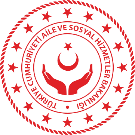 TÜRKİYE CUMHURİYETİ AİLE VE SOSYAL HİZMETLER BAKANLIĞI